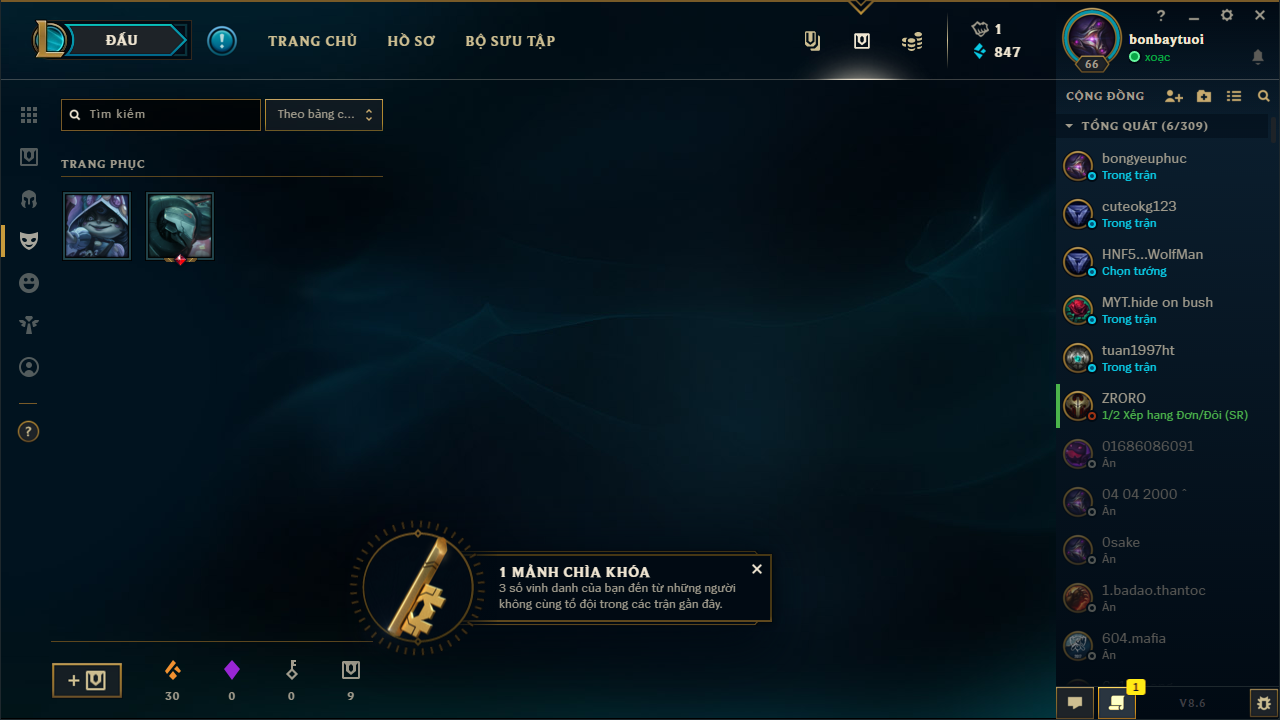 ĐẤU
TRANG CHỦ
HỒ SƠ
BỘ SƯU TẬP
1
847
66
bonbaytuoi
xoạc
Tìm kiếm
Theo bảng c...
TRANG PHỤC
1 MẢNH CHÌA KHÓA
3 số vinh danh của bạn đến từ những người
không cùng tổ đội trong các trận gần đây.
30
0
0
9
CỘNG ĐỒNG
TỔNG QUÁT (6/309)
bongyeuphuc
Trong trận
cuteokg123
Trong trận
HNF5...WolfMan
Chọn tướng
MYT.hide on bush
Trong trận
tuan1997ht
Trong trận
ZRORO
1/2 Xếp hạng Đơn/Đôi (SR)
01686086091
Ẩn
04 04 2000 ˆ
Ẩn
0sake
Ẩn
1.badao.thantoc
Ẩn
604.mafia
Ẩn
1
V8.6